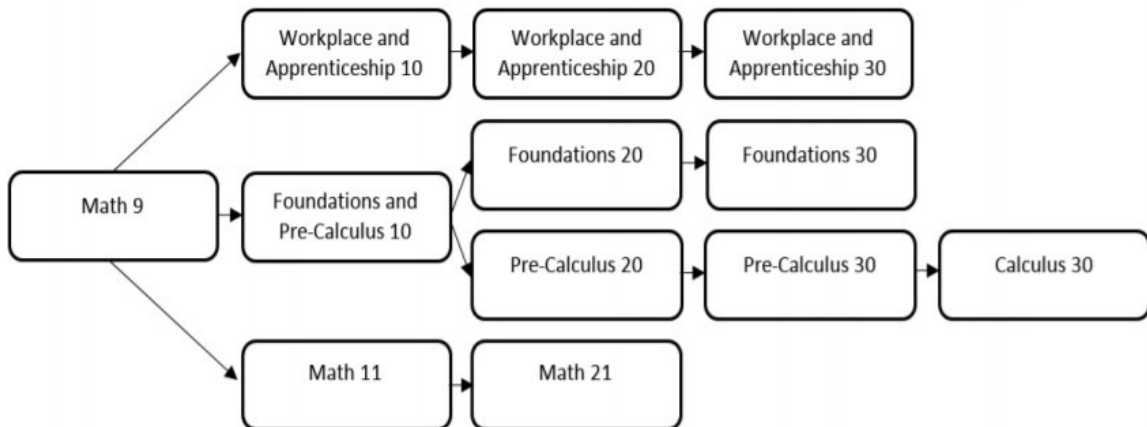 Workplace and
Apprenticeship 10
Workplace and
Apprenticeship 20
Workplace and
Apprenticeship 30
Foundations 20
Foundations 30
Math 9
Foundations and
Pre-Calculus 10
Pre-Calculus 20
Pre-Calculus 30
Calculus 30
Math 11
Math 21